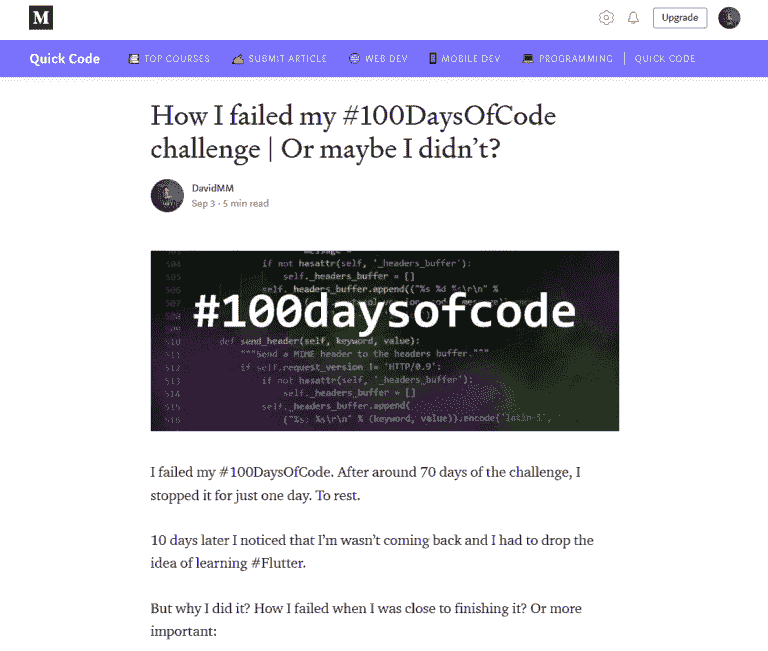 M
Upgrade
Quick Code TOP COURSES SUBMIT ARTICLE WEB DEV MOBILE DEV PROGRAMMING QUICK CODE
How I failed my #100DaysOfCode
challenge | Or maybe I didn't?
DavidMM
Sep 3 · 5 min read
message =
504 if not hasattr(self, '_headers_buffer'):
505 self._headers_buffer = []
506 self._headers_buffer.append(("%s %d %s\r\n" %
507
#100daysofcode
510 def send_header(self, keyword, value):
511 """Send a MIME header to the headers buffer."""
512 if self.request_version != 'HTTP/0.9':
513 if not hasattr(self, '_headers_buffer'):
514 self._headers_buffer = []
515 self._headers_buffer.append(
516 ("%s: %s\r\n" % (keyword, value)).encode('latin-1',
I failed my #100DaysOfCode. After around 70 days of the challenge, I
stopped it for just one day. To rest.
10 days later I noticed that I'm wasn't coming back and I had to drop the
idea of learning #Flutter.
But why I did it? How I failed when I was close to finishing it? Or more
important: